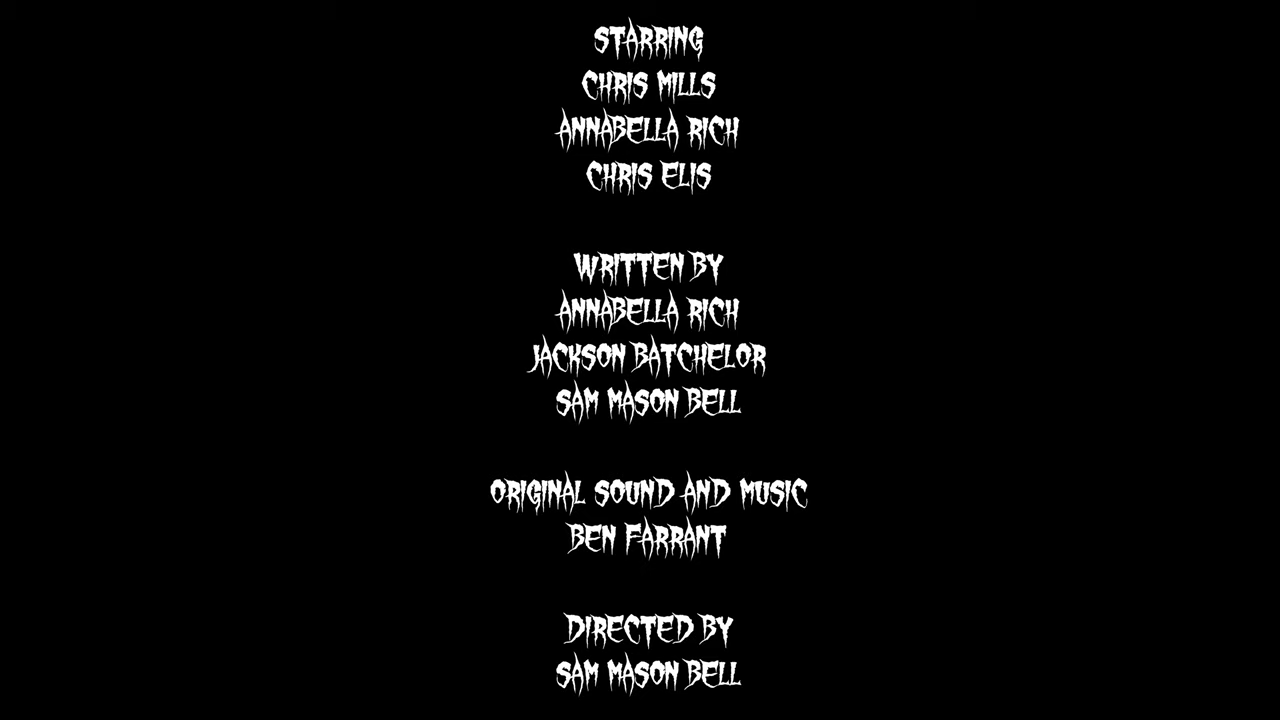 STARRING
CHRIS MILLS
ANNABELLA RICH
CHRIS ELIS
WRITTEN BY
ANNABELLA RICH
JACKSON BATCHELOR
SAM MASON BELL
ORIGINAL SOUND AND MUSIC
BEN FARRANT
DIRECTED BY
SAM MASON BELL